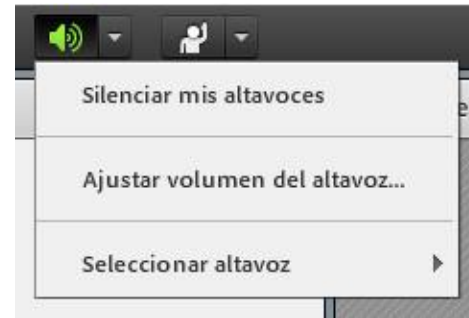 Silenciar mis altavoces
Ajustar volumen del altavoz...
Seleccionar altavoz